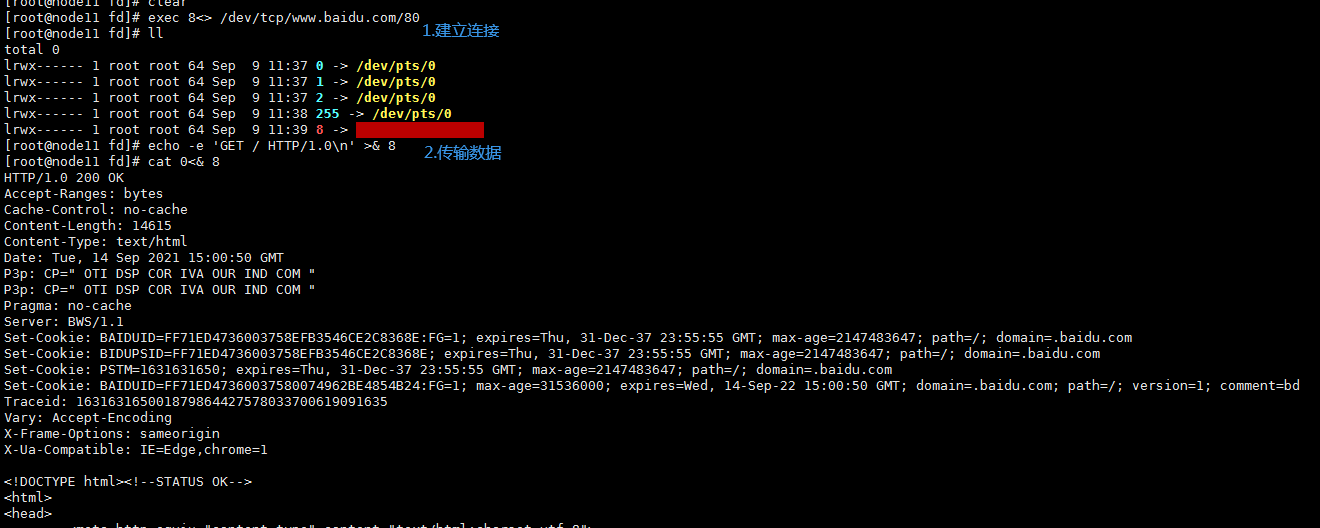 [root@node11 fd]# clear
[root@node11 fd]# exec 8<> /dev/tcp/www.baidu.com/80
1.建立连接
[root@node11 fd]# ll
total 0
lrwx------ 1 root root 64 Sep  9 11:37 0 -> /dev/pts/0
lrwx------ 1 root root 64 Sep  9 11:37 1 -> /dev/pts/0
lrwx------ 1 root root 64 Sep  9 11:37 2 -> /dev/pts/0
lrwx------ 1 root root 64 Sep  9 11:38 255 -> /dev/pts/0
lrwx------ 1 root root 64 Sep  9 11:39 8 ->
[root@node11 fd]# echo -e 'GET / HTTP/1.0\n' >& 8
2.传输数据
[root@node11 fd]# cat 0<& 8
HTTP/1.0 200 OK
Accept-Ranges: bytes
Cache-Control: no-cache
Content-Length: 14615
Content-Type: text/html
Date: Tue, 14 Sep 2021 15:00:50 GMT
P3p: CP=" OTI DSP COR IVA OUR IND COM "
P3p: CP=" OTI DSP COR IVA OUR IND COM "
Pragma: no-cache
Server: BWS/1.1
Set-Cookie: BAIDUID=FF71ED4736003758EFB3546CE2C8368E:FG=1; expires=Thu, 31-Dec-37 23:55:55 GMT; max-age=2147483647; path=/; domain=.baidu.com
Set-Cookie: BIDUPSID=FF71ED4736003758EFB3546CE2C8368E; expires=Thu, 31-Dec-37 23:55:55 GMT; max-age=2147483647; path=/; domain=.baidu.com
Set-Cookie: PSTM=1631631650; expires=Thu, 31-Dec-37 23:55:55 GMT; max-age=2147483647; path=/; domain=.baidu.com
Set-Cookie: BAIDUID=FF71ED47360037580074962BE4854B24:FG=1; max-age=31536000; expires=Wed, 14-Sep-22 15:00:50 GMT; domain=.baidu.com; path=/; version=1; comment=bd
Traceid: 163163165001879864427578033700619091635
Vary: Accept-Encoding
X-Frame-Options: sameorigin
X-Ua-Compatible: IE=Edge,chrome=1
<!DOCTYPE html><!--STATUS OK-->
<html>
<head>
<meta http-equiv="content-type" content="text/html;charset=utf-8">